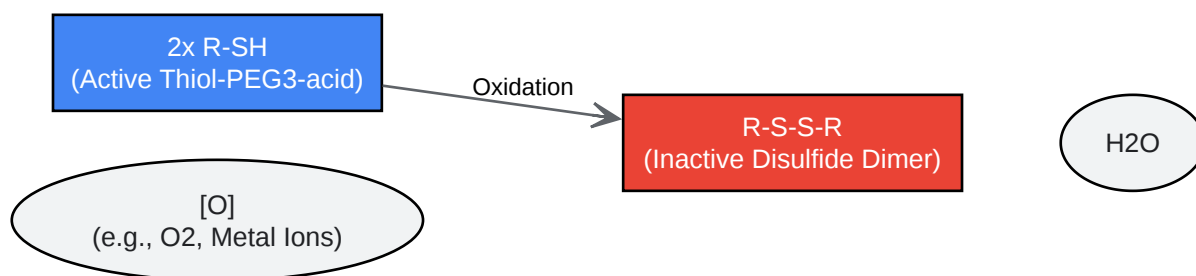 2x R-SH
(Active Thiol-PEG3-acid)
Oxidation
R-S-S-R
(Inactive Disulfide Dimer)
H2O
[O]
(e.g., O2, Metal Ions)